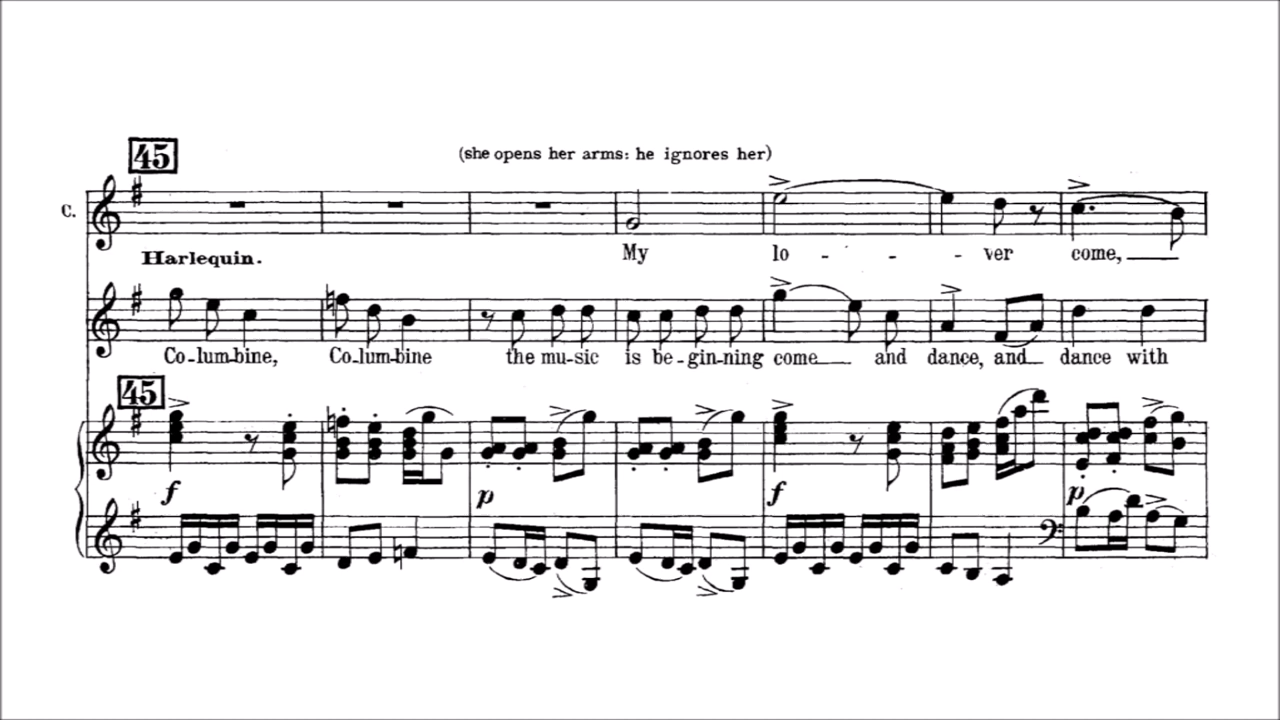 45
(she opens her arms: he ignores her)
C.
My lo - - - ver come,
Harlequin.
Co-lum-bine, Co-lum-bine the mu-sic is be-gin-ning come and dance, and dance with
45
f p f p